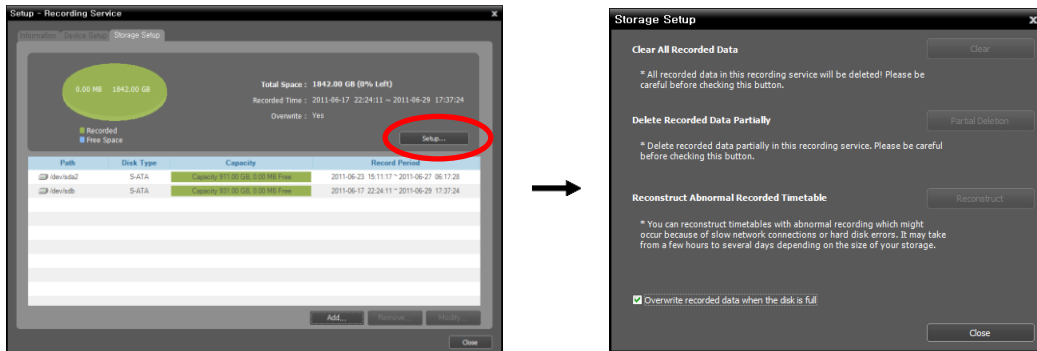 Setup - Recording Service
x
Information
Device Setup
Storage Setup
0.00 MB
1842.00 GB
Recorded
Free Space
Total Space : 1842.00 GB (0% Left)
Recorded Time : 2011-06-17 22:24:11 ~ 2011-06-29 17:37:24
Overwrite : Yes
Setup...
Path Disk Type Capacity Record Period
/dev/sda2 S-ATA Capacity 911.00 GB, 0.00 MB Free 2011-06-23 15:11:17 ~ 2011-06-27 06:17:28
/dev/sdb S-ATA Capacity 931.00 GB, 0.00 MB Free 2011-06-17 22:24:11 ~ 2011-06-29 17:37:24
Add...
Remove...
Modify...
Close
Storage Setup
x
Clear All Recorded Data
Clear
* All recorded data in this recording service will be deleted! Please be
careful before checking this button.
Delete Recorded Data Partially
Partial Deletion
* Delete recorded data partially in this recording service. Please be careful
before checking this button.
Reconstruct Abnormal Recorded Timetable
Reconstruct
* You can reconstruct timetables with abnormal recording which might
occur because of slow network connections or hard disk errors. It may take
from a few hours to several days depending on the size of your storage.
Overwrite recorded data when the disk is full
Close